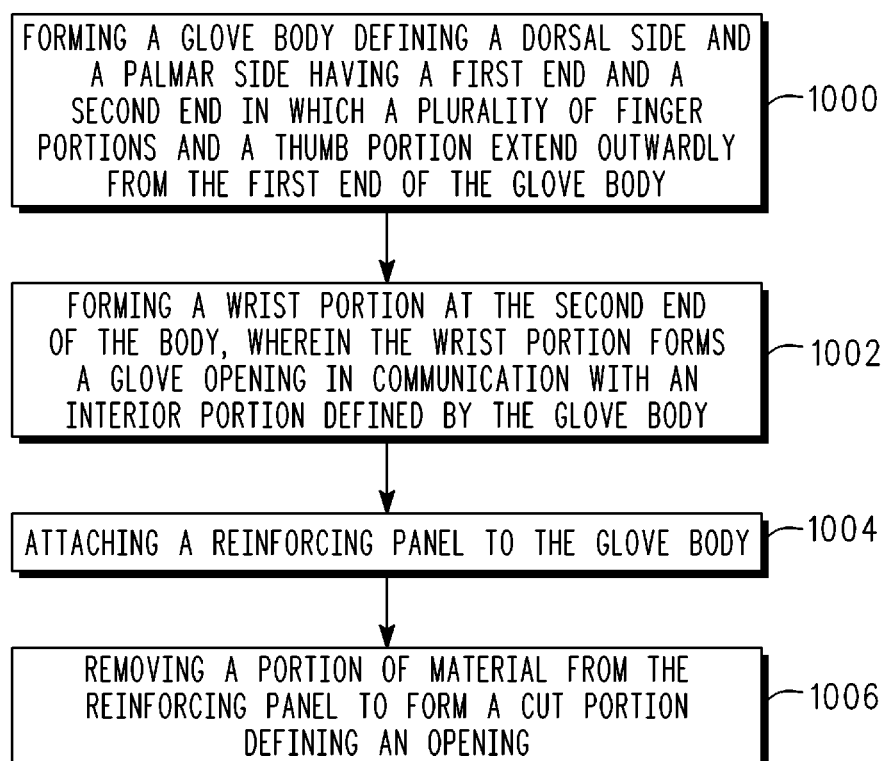 FORMING A GLOVE BODY DEFINING A DORSAL SIDE AND
A PALMAR SIDE HAVING A FIRST END AND A
SECOND END IN WHICH A PLURALITY OF FINGER
PORTIONS AND A THUMB PORTION EXTEND OUTWARDLY
FROM THE FIRST END OF THE GLOVE BODY
1000
FORMING A WRIST PORTION AT THE SECOND END
OF THE BODY, WHEREIN THE WRIST PORTION FORMS
A GLOVE OPENING IN COMMUNICATION WITH AN
INTERIOR PORTION DEFINED BY THE GLOVE BODY
1002
ATTACHING A REINFORCING PANEL TO THE GLOVE BODY
1004
REMOVING A PORTION OF MATERIAL FROM THE
REINFORCING PANEL TO FORM A CUT PORTION
DEFINING AN OPENING
1006